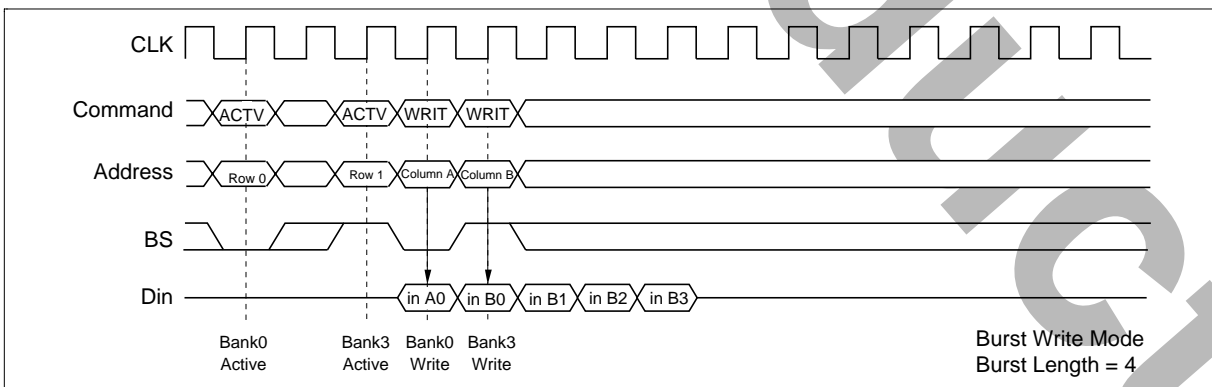 CLK
Command ACTV ACTV WRIT WRIT
Address Row 0 Row 1 Column A Column B
BS
Din in A0 in B0 in B1 in B2 in B3
Bank0 Bank3 Bank0 Bank3
Active Active Write Write
Burst Write Mode
Burst Length = 4